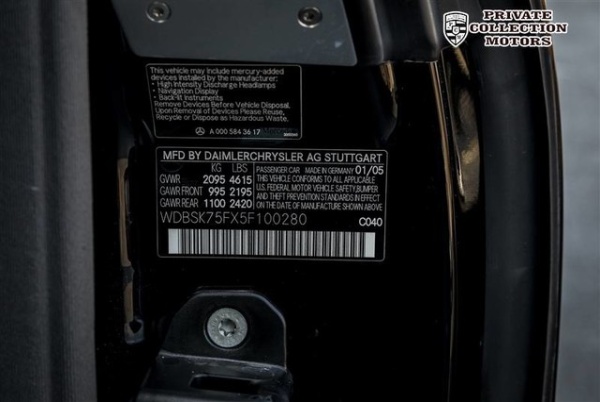 PRIVATE
COLLECTION
MOTORS
This vehicle may include mercury-added
devices installed by the manufacturer:
- High Intensity Discharge Headlamps
- Navigation Display
- Back-lit Instruments
Remove Devices Before Vehicle Disposal.
Upon Removal of Devices Please Reuse,
Recycle or Dispose as Hazardous Waste.
A 000 584 36 17
MFD BY DAIMLERCHRYSLER AG STUTTGART
KG LBS
GVWR 2095 4615
GAWR FRONT 995 2195
GAWR REAR 1100 2420
PASSENGER CAR MADE IN GERMANY 01/05
THIS VEHICLE CONFORMS TO ALL APPLICABLE
U.S. FEDERAL MOTOR VEHICLE SAFETY, BUMPER
AND THEFT PREVENTION STANDARDS IN EFFECT
ON THE DATE OF MANUFACTURE SHOWN ABOVE
WDBSK75FX5F100280
C040